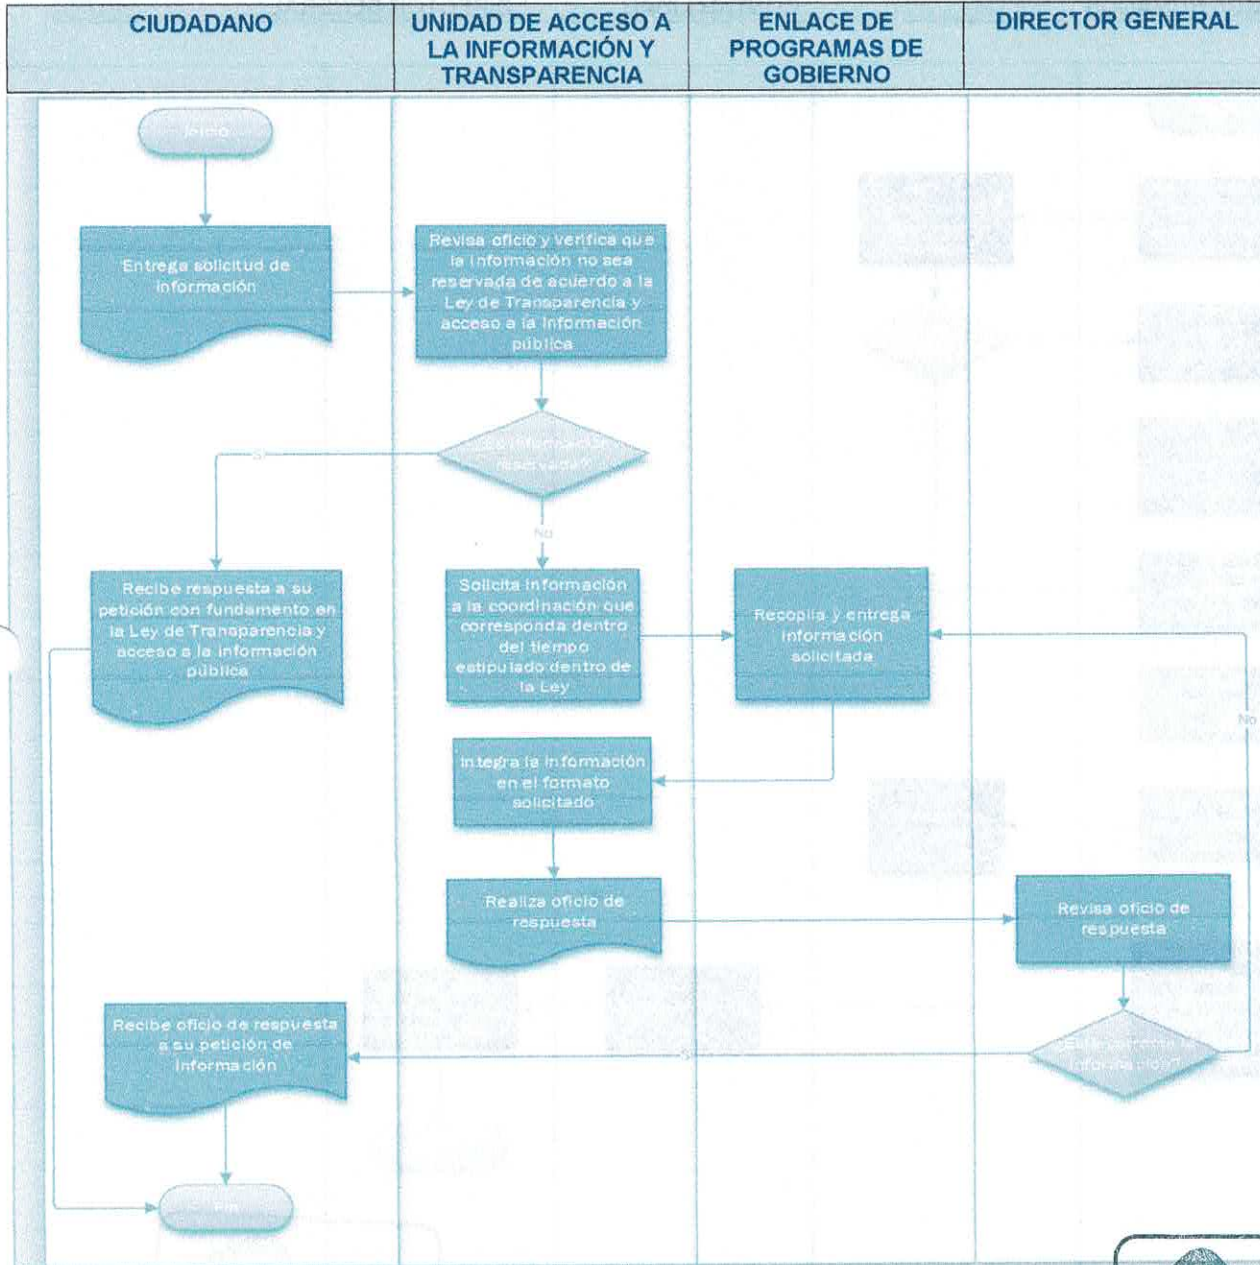 CIUDADANO
UNIDAD DE ACCESO A
LA INFORMACIÓN Y
TRANSPARENCIA
ENLACE DE
PROGRAMAS DE
GOBIERNO
DIRECTOR GENERAL
Inicio
Entrega solicitud de
información
Revisa oficio y verifica que
la información no sea
reservada de acuerdo a la
Ley de Transparencia y
acceso a la información
pública
reservada?
Si
No
Recibe respuesta a su
petición con fundamento en
la Ley de Transparencia y
acceso a la información
pública
Solicita información
a la coordinación que
corresponda dentro
del tiempo
estipulado dentro de
la Ley
Recopila y entrega
información
solicitada
No
Integra la información
en el formato
solicitado
Realiza oficio de
respuesta
Revisa oficio de
respuesta
Recibe oficio de respuesta
a su petición de
información
Si
información?
Fin